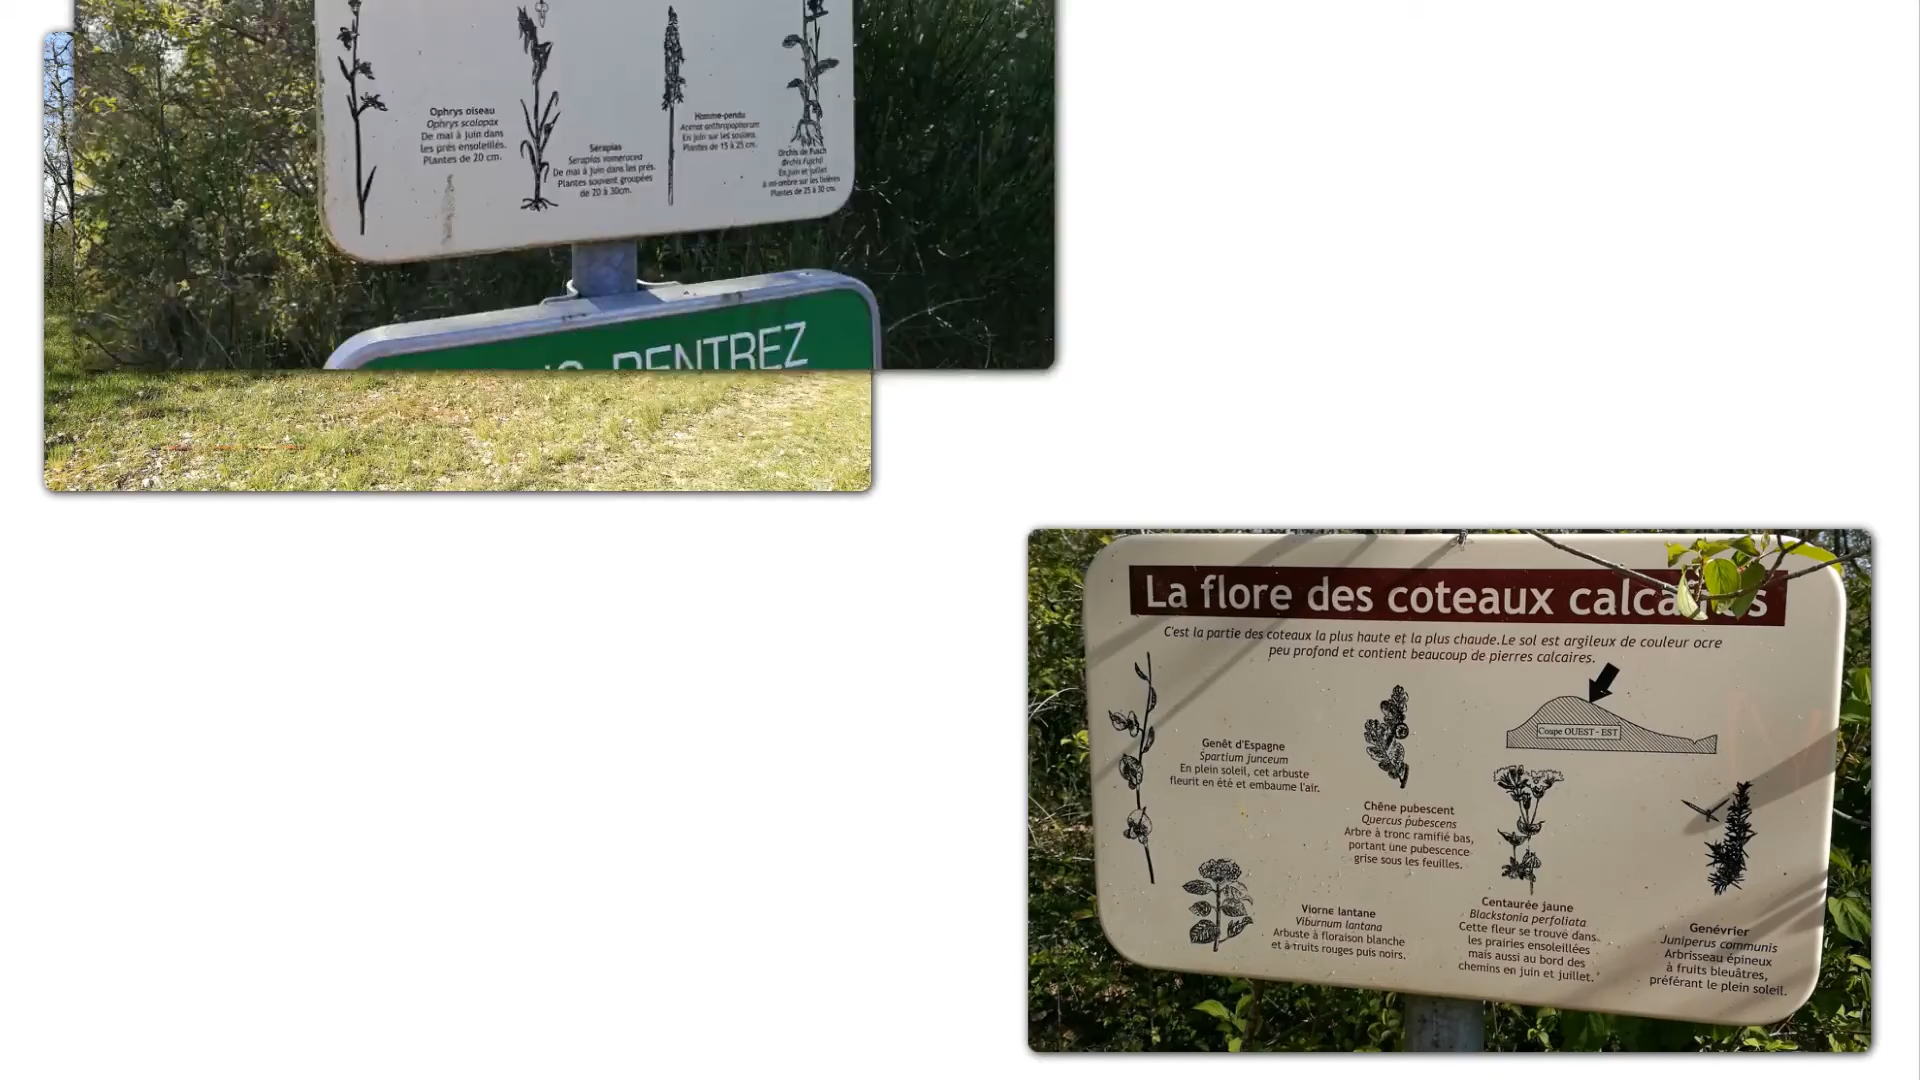 Ophrys oiseau
Ophrys scolopax
De mai à juin dans
les prés ensoleillés.
Plantes de 20 cm.
Sérapias
Serapias vomeracea
De mai à juin dans les prés.
Plantes souvent groupées
de 20 à 30cm.
Homme-pendu
Aceras anthropophorum
En juin sur les
Plantes de 15 à 25 cm.
Orchis de Fusch
Orchis Fuschii
En juin et juillet
à mi-ombre sur les lisières
Plantes de 25 à 30 cm.
RENTREZ
La flore des coteaux
C'est la partie des coteaux la plus haute et la plus chaude.Le sol est argileux de couleur ocre
peu profond et contient beaucoup de pierres calcaires.
Coupe OUEST - EST
Genêt d'Espagne
Spartium junceum
En plein soleil, cet arbuste
fleurit en été et embaume l'air.
Chêne pubescent
Quercus pubescens
Arbre à tronc ramifié bas,
portant une pubescence
grise sous les feuilles.
Viorne lantane
Viburnum lantana
Arbuste à floraison blanche
et à fruits rouges puis noirs.
Centaurée jaune
Blackstonia perfoliata
Cette fleur se trouve dans
les prairies ensoleillées
mais aussi au bord des
chemins en juin et juillet.
Genévrier
Juniperus communis
Arbrisseau épineux
à fruits bleuâtres,
préférant le plein soleil.